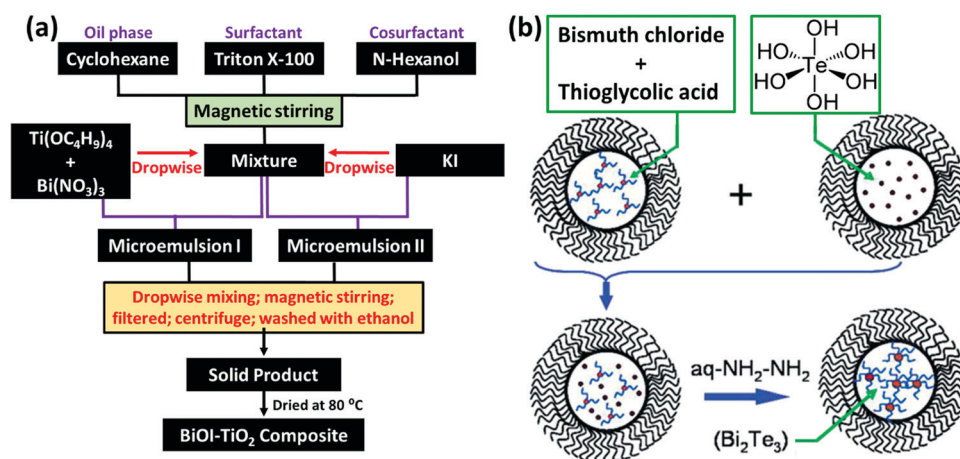 (a)
Oil phase
Surfactant
Cosurfactant
Cyclohexane
Triton X-100
N-Hexanol
Magnetic stirring
Ti(OC₄H₉)₄
+
Bi(NO₃)₃
Dropwise
Mixture
Dropwise
KI
Microemulsion I
Microemulsion II
Dropwise mixing; magnetic stirring;
filtered; centrifuge; washed with ethanol
Solid Product
Dried at 80 ⁰C
BiOI-TiO₂ Composite
(b)
Bismuth chloride
+
Thioglycolic acid
OH
HO
OH
Te
HO
OH
OH
+
aq-NH₂-NH₂
(Bi₂Te₃)